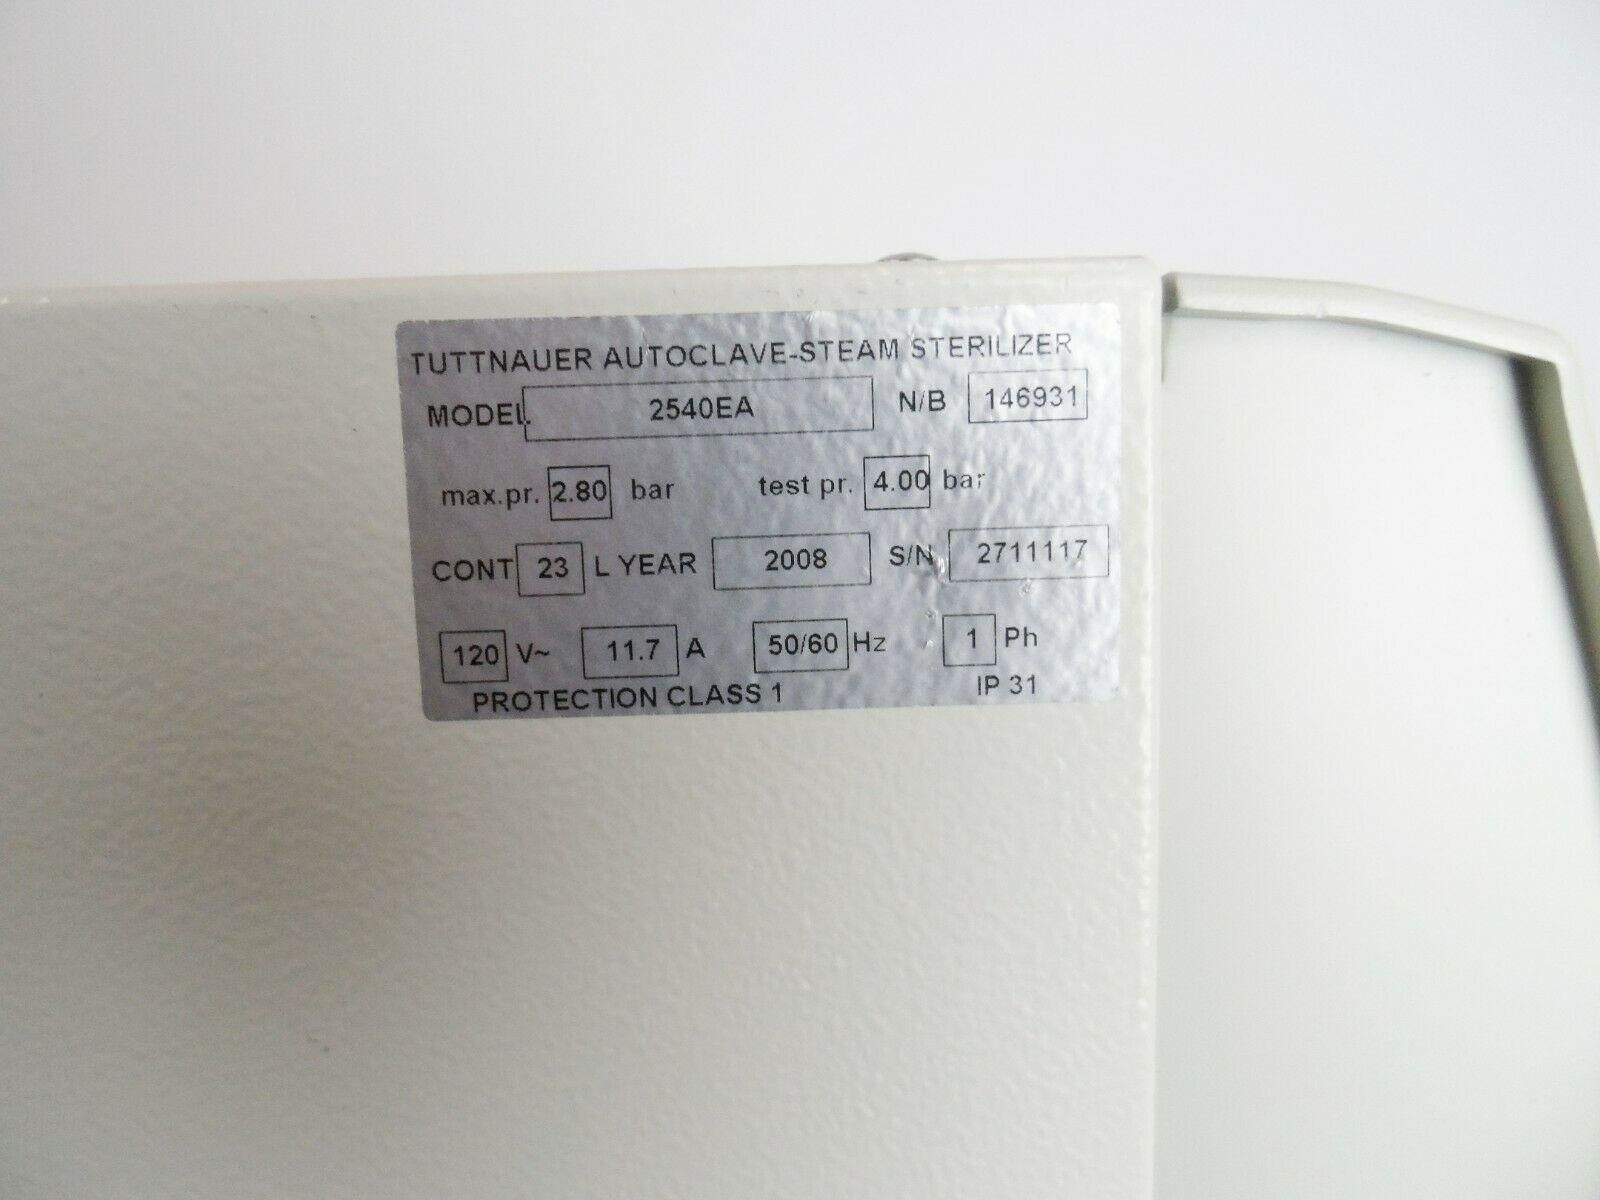 TUTTNAUER AUTOCLAVE-STEAM STERILIZER
MODEL 2540EA N/B 146931
max.pr. 2.80 bar test pr. 4.00 bar
CONT 23 L YEAR 2008 S/N 2711117
120 V~ 11.7 A 50/60 Hz 1 Ph
PROTECTION CLASS 1 IP 31